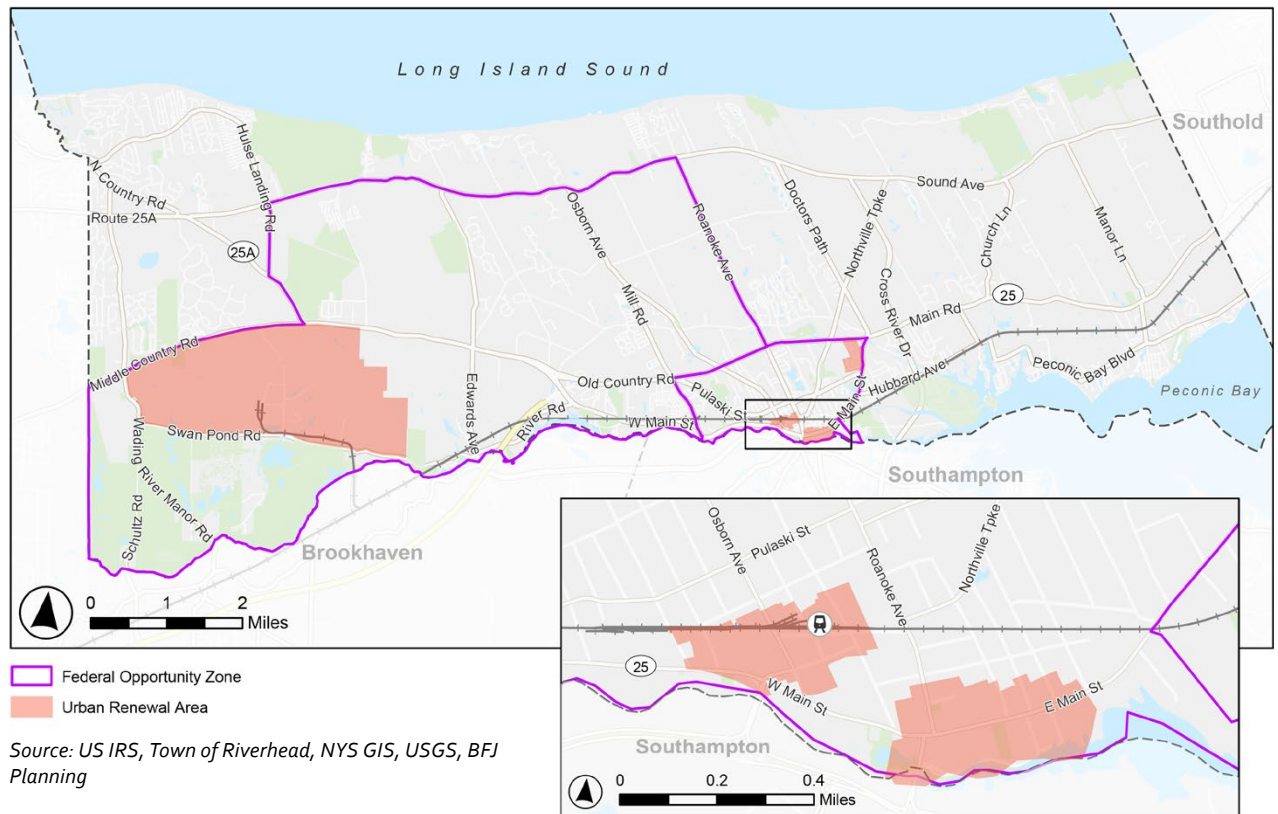 Long Island Sound
Southold
N Country Rd
Hulse Landing Rd
Route 25A
25A
Osborn Ave
Roanoke Ave
Doctors Path
Northville Tpke
Sound Ave
Church Ln
Manor Ln
Mill Rd
Cross River Dr
25
Main Rd
Middle Country Rd
Old Country Rd
Pulaski St
Hubbard Ave
Peconic Bay Blvd
Peconic Bay
Edwards Ave
River Rd
W Main St
E Main St
Wading River Manor Rd
Swan Pond Rd
Schultz Rd
Southampton
Brookhaven
0 1 2
Miles
Osborn Ave
Pulaski St
Roanoke Ave
Northville Tpke
25
W Main St
E Main St
Southampton
0 0.2 0.4
Miles
Federal Opportunity Zone
Urban Renewal Area
Source: US IRS, Town of Riverhead, NYS GIS, USGS, BFJ
Planning